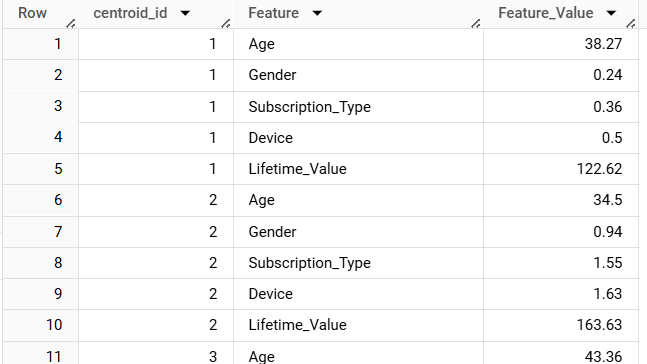 Row centroid_id Feature Feature_Value
1 1 Age 38.27
2 1 Gender 0.24
3 1 Subscription_Type 0.36
4 1 Device 0.5
5 1 Lifetime_Value 122.62
6 2 Age 34.5
7 2 Gender 0.94
8 2 Subscription_Type 1.55
9 2 Device 1.63
10 2 Lifetime_Value 163.63
11 3 Age 43.36